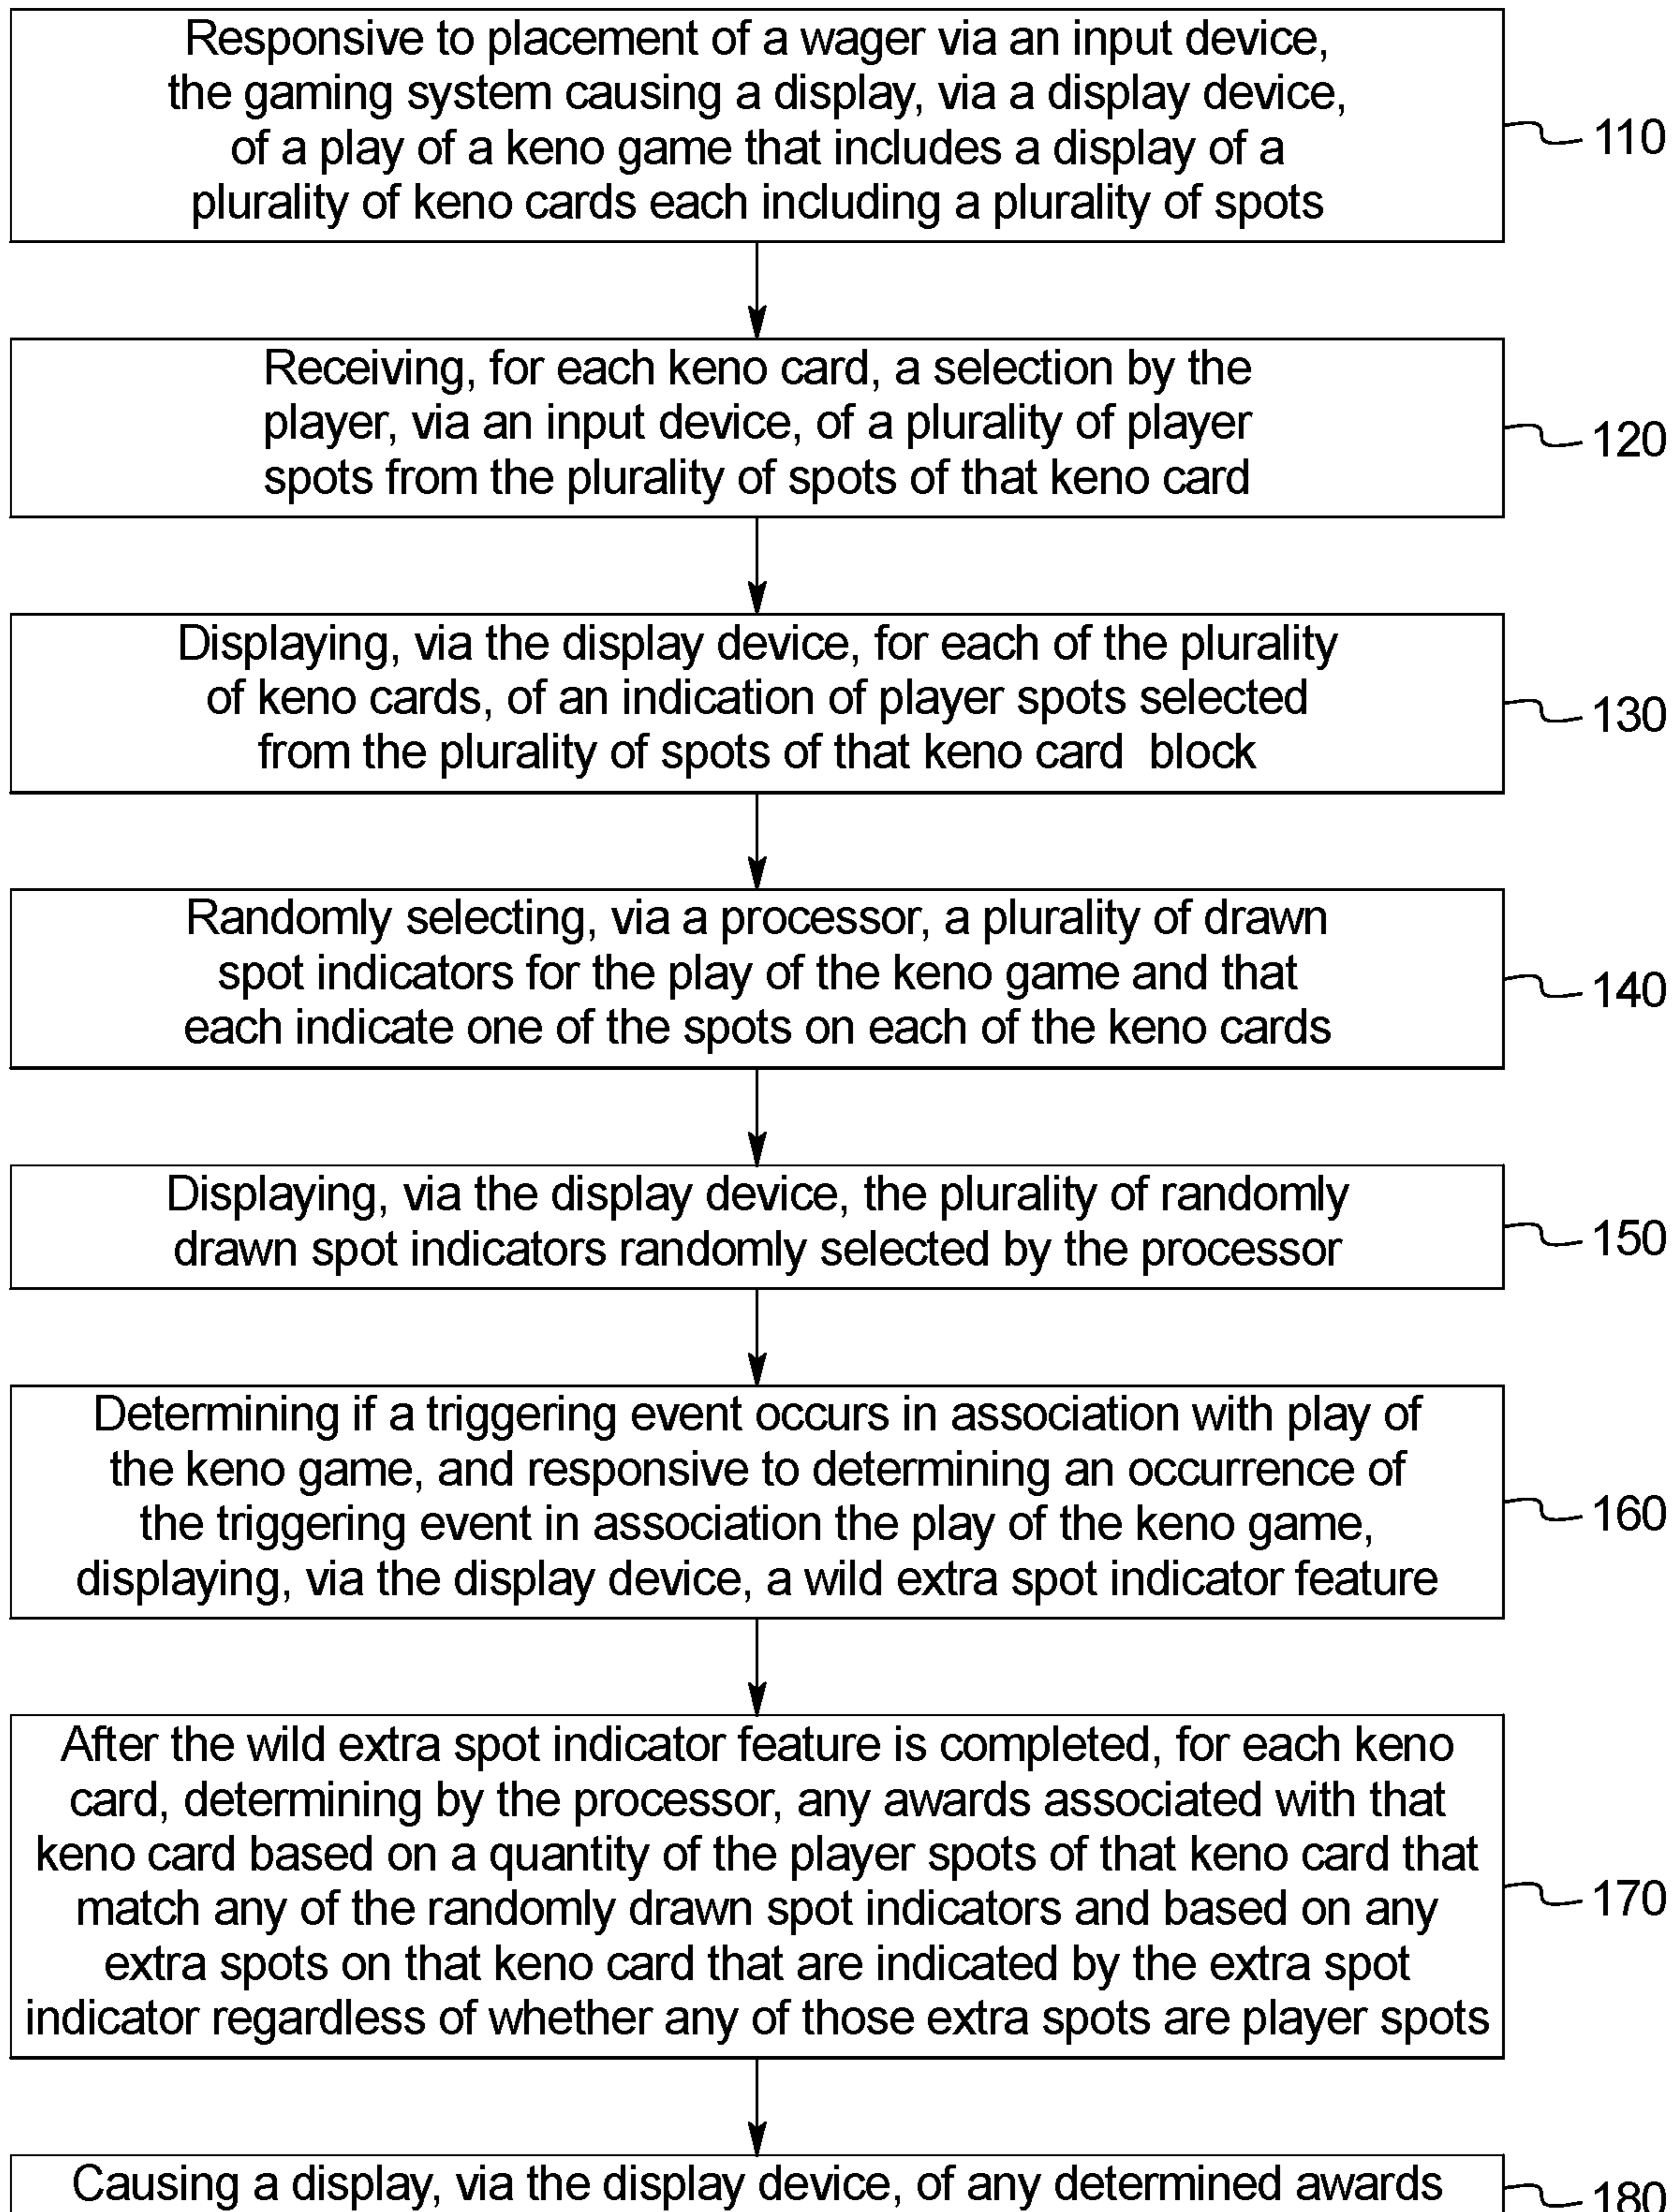 Responsive to placement of a wager via an input device,
the gaming system causing a display, via a display device,
of a play of a keno game that includes a display of a
plurality of keno cards each including a plurality of spots
110
Receiving, for each keno card, a selection by the
player, via an input device, of a plurality of player
spots from the plurality of spots of that keno card
120
Displaying, via the display device, for each of the plurality
of keno cards, of an indication of player spots selected
from the plurality of spots of that keno card block
130
Randomly selecting, via a processor, a plurality of drawn
spot indicators for the play of the keno game and that
each indicate one of the spots on each of the keno cards
140
Displaying, via the display device, the plurality of randomly
drawn spot indicators randomly selected by the processor
150
Determining if a triggering event occurs in association with play of
the keno game, and responsive to determining an occurrence of
the triggering event in association the play of the keno game,
displaying, via the display device, a wild extra spot indicator feature
160
After the wild extra spot indicator feature is completed, for each keno
card, determining by the processor, any awards associated with that
keno card based on a quantity of the player spots of that keno card that
match any of the randomly drawn spot indicators and based on any
extra spots on that keno card that are indicated by the extra spot
indicator regardless of whether any of those extra spots are player spots
170
Causing a display, via the display device, of any determined awards
180